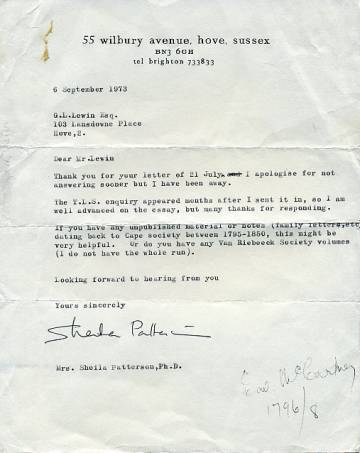 55 wilbury avenue, hove, sussex
BN3 6GH
tel brighton 733833
6 September 1973
G.L.Lewin Esq.
103 Lansdowne Place
Hove,2.
Dear Mr.Lewin
Thank you for your letter of 21 July. I apologise for not
answering sooner but I have been away.
The T.L.S. enquiry appeared months after I sent it in, so I am
well advanced on the essay, but many thanks for responding.
If you have any unpublished material or notes (family letters,etc
dating back to Cape society between 1795-1850, this might be
very helpful. Or do you have any Van Riebeeck Society volumes
(I do not have the whole run).
Looking forward to hearing from you
Yours sincerely
Sheila Patterson
Mrs. Sheila Patterson,Ph.D.
McCartney
1796/8